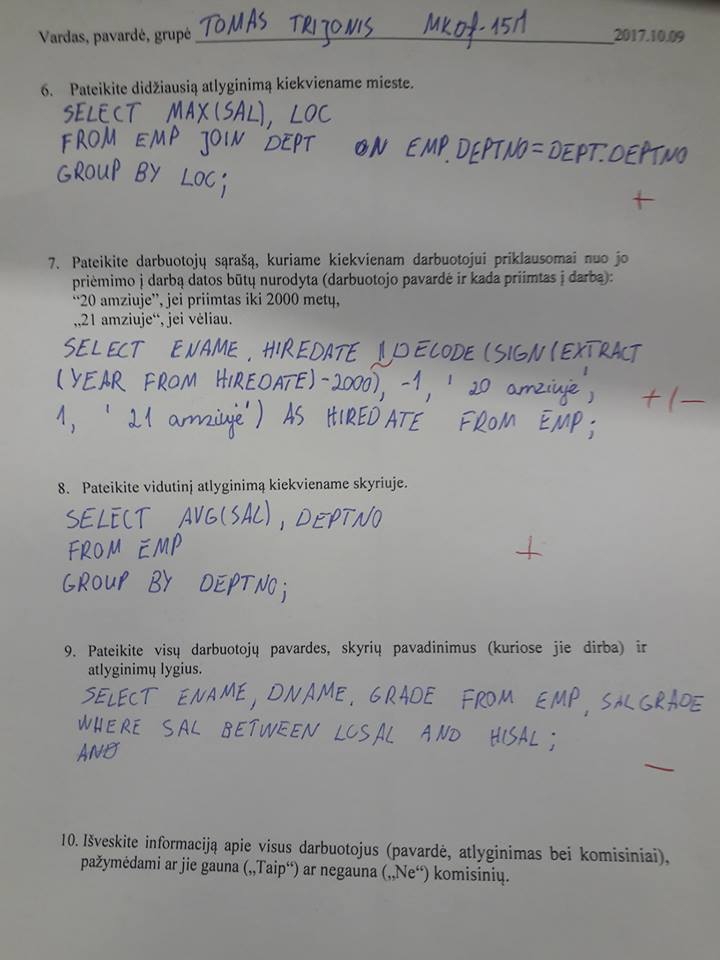 Vardas, pavardė, grupė TOMAS TRIJONIS MKDf-15/1 2017.10.09
6. Pateikite didžiausią atlyginimą kiekviename mieste.
SELECT MAX(SAL), LOC
FROM EMP JOIN DEPT ON EMP.DEPTNO=DEPT.DEPTNO
GROUP BY LOC;
+
7. Pateikite darbuotojų sąrašą, kuriame kiekvienam darbuotojui priklausomai nuo jo
priėmimo į darbą datos būtų nurodyta (darbuotojo pavardė ir kada priimtas į darbą):
“20 amziuje”, jei priimtas iki 2000 metų,
„21 amziuje“, jei vėliau.
SELECT ENAME, HIREDATE, DECODE(SIGN(EXTRACT
(YEAR FROM HIREDATE)-2000), -1, ' 20 amziuje',
+/-
1, ' 21 amziuje') AS HIREDATE FROM EMP;
8. Pateikite vidutinį atlyginimą kiekviename skyriuje.
SELECT AVG(SAL), DEPTNO
FROM EMP
+
GROUP BY DEPTNO;
9. Pateikite visų darbuotojų pavardes, skyrių pavadinimus (kuriose jie dirba) ir
atlyginimų lygius.
SELECT ENAME, DNAME, GRADE FROM EMP, SALGRADE
WHERE SAL BETWEEN LOSAL AND HISAL;
AND
-
10. Išveskite informaciją apie visus darbuotojus (pavardė, atlyginimas bei komisiniai),
pažymėdami ar jie gauna („Taip“) ar negauna („Ne“) komisinių.